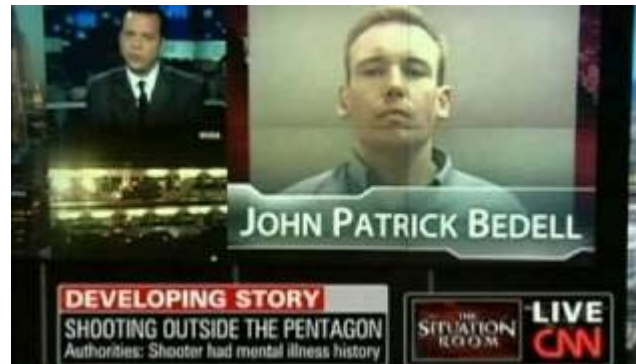 JOHN PATRICK BEDELL
DEVELOPING STORY
SHOOTING OUTSIDE THE PENTAGON
Authorities: Shooter had mental illness history
THE
SITUATION
ROOM
LIVE
CNN